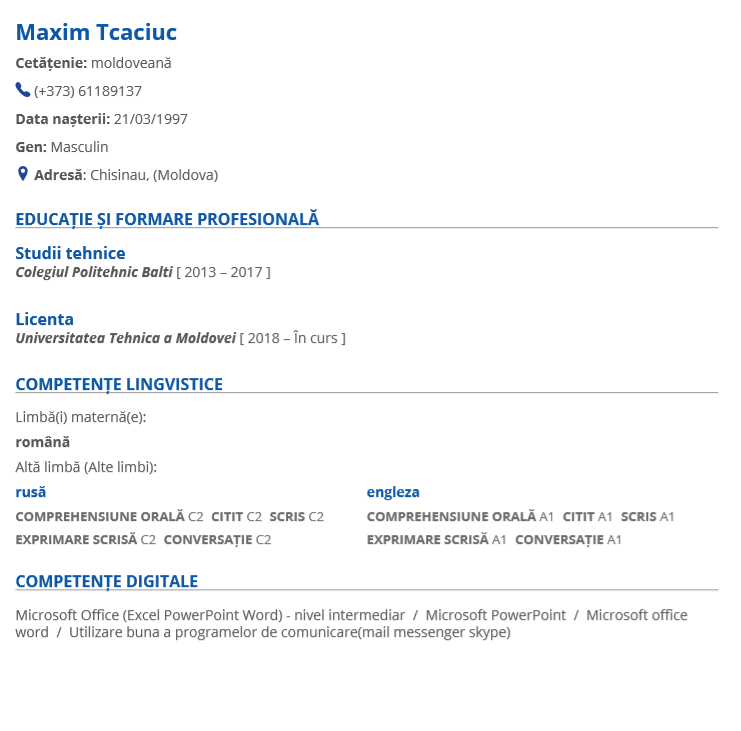 Maxim Tcaciuc
Cetățenie: moldoveană
(+373) 61189137
Data nașterii: 21/03/1997
Gen: Masculin
Adresă: Chisinau, (Moldova)
EDUCAȚIE ȘI FORMARE PROFESIONALĂ
Studii tehnice
Colegiul Politehnic Balti [ 2013 – 2017 ]
Licenta
Universitatea Tehnica a Moldovei [ 2018 – În curs ]
COMPETENȚE LINGVISTICE
Limbă(i) maternă(e):
română
Altă limbă (Alte limbi):
rusă
COMPREHENSIUNE ORALĂ C2 CITIT C2 SCRIS C2
EXPRIMARE SCRISĂ C2 CONVERSAȚIE C2
engleza
COMPREHENSIUNE ORALĂ A1 CITIT A1 SCRIS A1
EXPRIMARE SCRISĂ A1 CONVERSAȚIE A1
COMPETENȚE DIGITALE
Microsoft Office (Excel PowerPoint Word) - nivel intermediar / Microsoft PowerPoint / Microsoft office
word / Utilizare buna a programelor de comunicare(mail messenger skype)